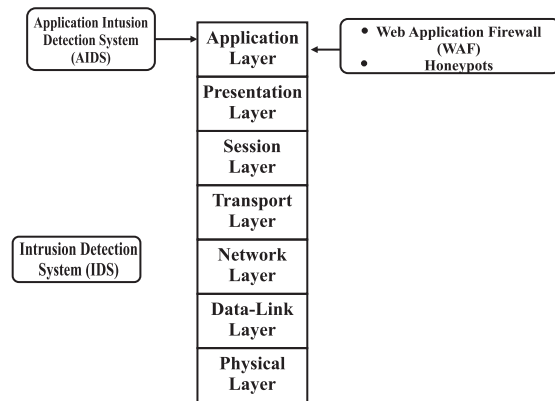 Application Intusion
Detection System
(AIDS)
Application
Layer
• Web Application Firewall
(WAF)
• Honeypots
Presentation
Layer
Session
Layer
Transport
Layer
Intrusion Detection
System (IDS)
Network
Layer
Data-Link
Layer
Physical
Layer